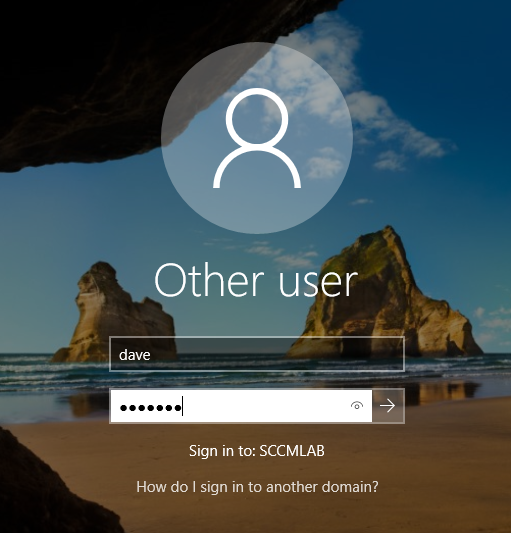 Other user
dave
•••••••
Sign in to: SCCMLAB
How do I sign in to another domain?